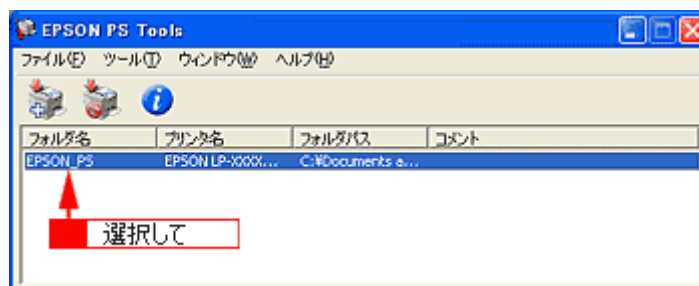 EPSON PS Tools
ファイル(F) ツール(T) ウィンドウ(W) ヘルプ(H)
フォルダ名 プリンタ名 フォルダパス コメント
EPSON_PS EPSON LP-XXXX... C:¥Documents a...
選択して